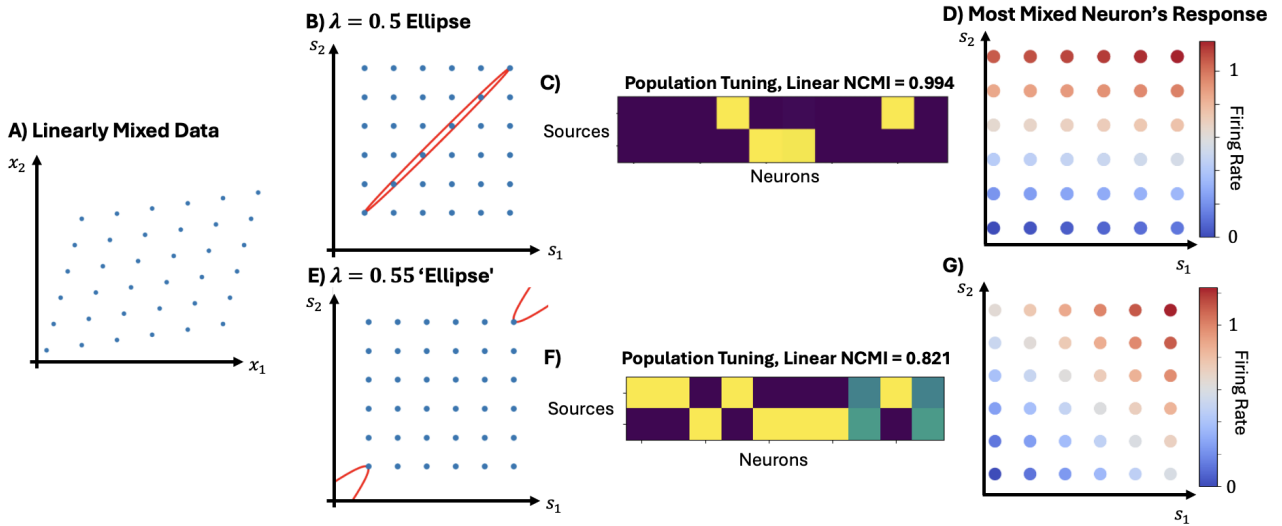 A) Linearly Mixed Data
x₂
x₁
B) λ = 0.5 Ellipse
s₂
s₁
C)
Population Tuning, Linear NCMI = 0.994
Sources
Neurons
D) Most Mixed Neuron's Response
s₂
s₁
1
0
Firing Rate
E) λ = 0.55 'Ellipse'
s₂
s₁
F)
Population Tuning, Linear NCMI = 0.821
Sources
Neurons
G)
s₂
s₁
1
0
Firing Rate